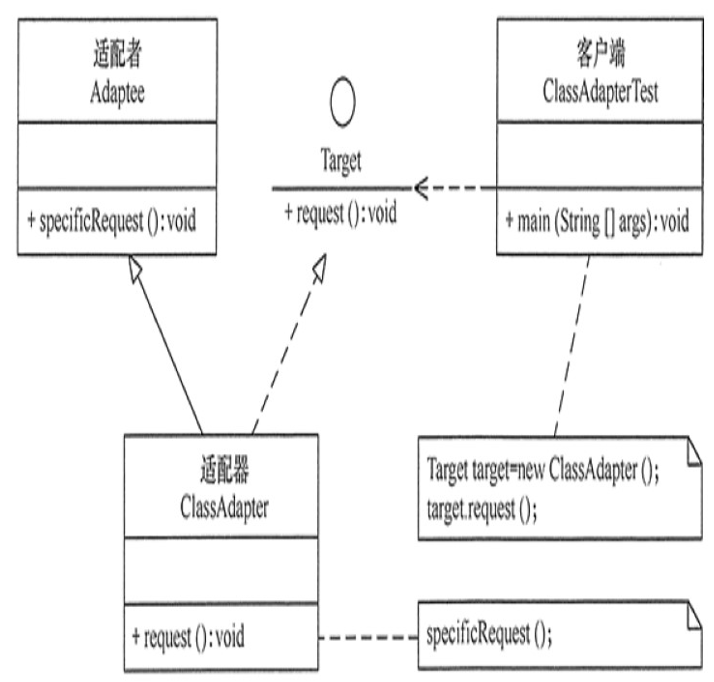 适配者
Adaptee
+ specificRequest (): void
Target
+ request (): void
客户端
ClassAdapterTest
+ main (String [] args): void
适配器
ClassAdapter
+ request (): void
Target target=new ClassAdapter ();
target.request ();
specificRequest ();